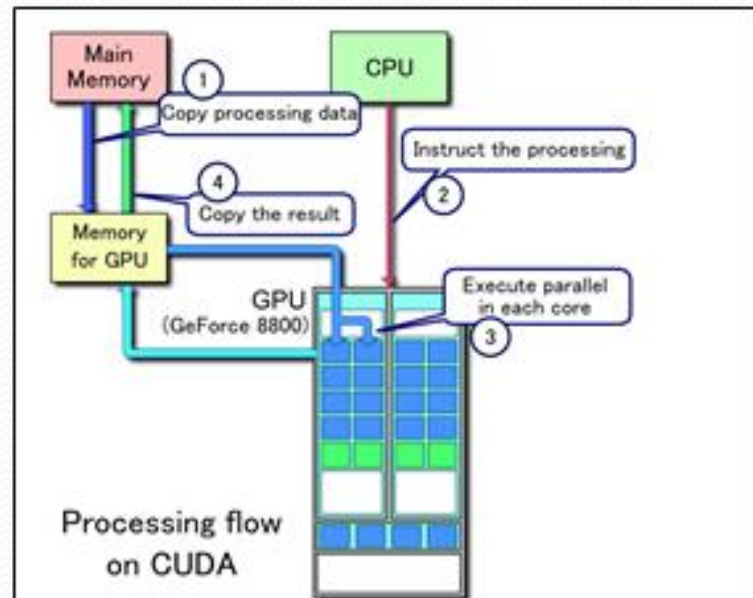 Main
Memory
CPU
1
Copy processing data
Instruct the processing
2
4
Copy the result
Memory
for GPU
GPU
(GeForce 8800)
Execute parallel
in each core
3
Processing flow
on CUDA